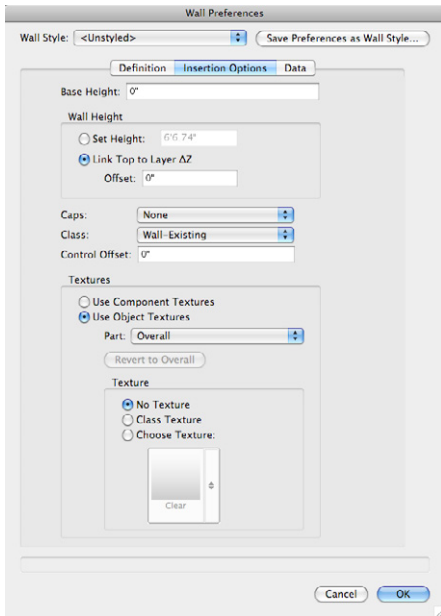 Wall Preferences
Wall Style: <Unstyled> Save Preferences as Wall Style...
Definition Insertion Options Data
Base Height: 0"
Wall Height
Set Height: 6'6.74"
Link Top to Layer ΔZ
Offset: 0"
Caps: None
Class: Wall-Existing
Control Offset: 0"
Textures
Use Component Textures
Use Object Textures
Part: Overall
Revert to Overall
Texture
No Texture
Class Texture
Choose Texture:
Clear
Cancel OK